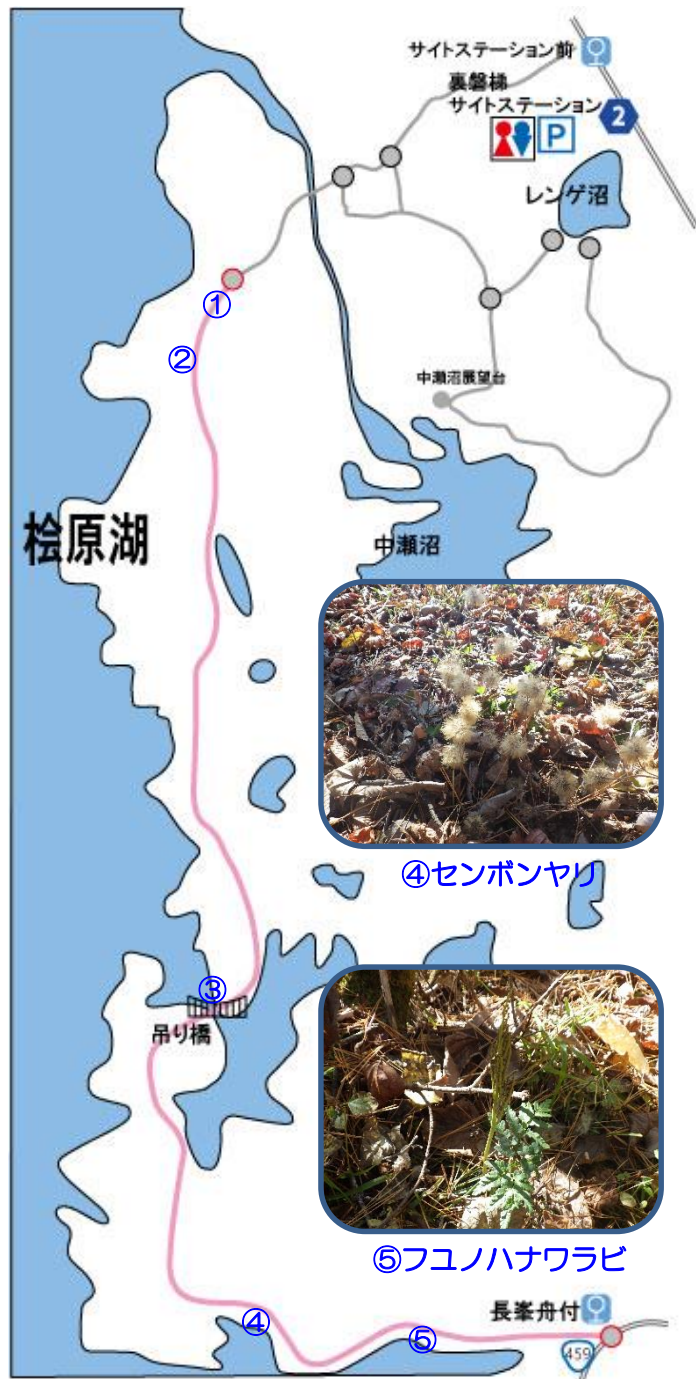 サイトステーション前
裏磐梯
サイトステーション
2
P
レンゲ沼
①
②
中瀬沼展望台
桧原湖
中瀬沼
④センボンヤリ
③
吊り橋
⑤フユノハナワラビ
長峯舟付
④
⑤
459